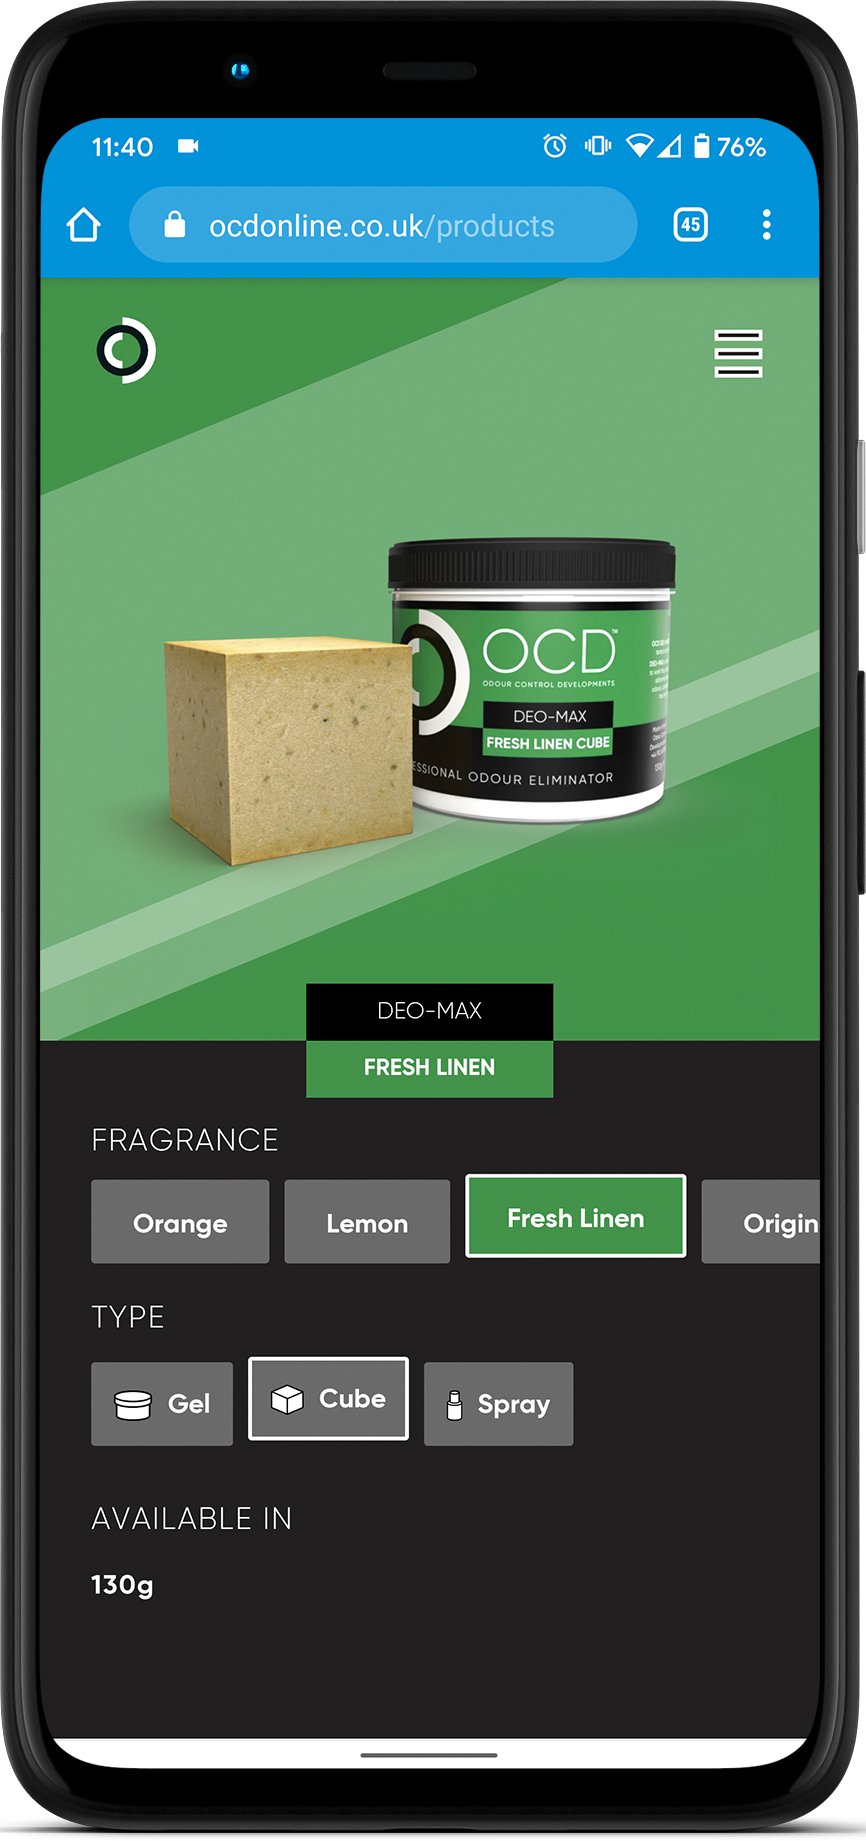 11:40
76%
ocdonline.co.uk/products
45
OCD™
ODOUR CONTROL DEVELOPMENTS
DEO-MAX
FRESH LINEN CUBE
ESSIONAL ODOUR ELIMINATOR
DEO-MAX
FRESH LINEN
FRAGRANCE
Orange Lemon Fresh Linen Origin
TYPE
Gel Cube Spray
AVAILABLE IN
130g